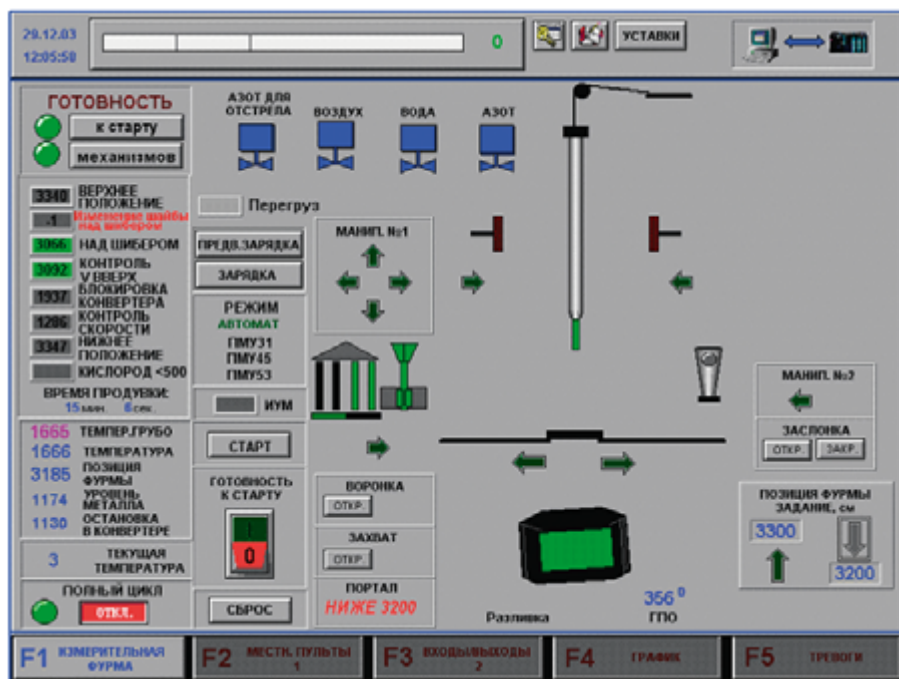 29.12.03
12:05:50
0
УСТАВКИ
ГОТОВНОСТЬ
к старту
механизмов
АЗОТ ДЛЯ
ОТСТРЕЛА
ВОЗДУХ
ВОДА
АЗОТ
3340 ВЕРХНЕЕ
ПОЛОЖЕНИЕ
-1 Изменение шайбы
над шибером
3066 НАД ШИБЕРОМ
3092 КОНТРОЛЬ
V ВВЕРХ
1937 БЛОКИРОВКА
КОНВЕРТЕРА
1286 КОНТРОЛЬ
СКОРОСТИ
3347 НИЖНЕЕ
ПОЛОЖЕНИЕ
КИСЛОРОД <500
ВРЕМЯ ПРОДУВКИ:
15 мин. 6 сек.
Перегруз
ПРЕДВ.ЗАРЯДКА
ЗАРЯДКА
РЕЖИМ
АВТОМАТ
ПМУ31
ПМУ45
ПМУ53
ИУМ
МАНИП. №1
1665 ТЕМПЕР.ГРУБО
1666 ТЕМПЕРАТУРА
3185 ПОЗИЦИЯ
ФУРМЫ
1174 УРОВЕНЬ
МЕТАЛЛА
1130 ОСТАНОВКА
В КОНВЕРТЕРЕ
3 ТЕКУЩАЯ
ТЕМПЕРАТУРА
ПОЛНЫЙ ЦИКЛ
ОТКЛ.
СТАРТ
ГОТОВНОСТЬ
К СТАРТУ
I
0
СБРОС
ВОРОНКА
ОТКР.
ЗАХВАТ
ОТКР.
ПОРТАЛ
НИЖЕ 3200
Разливка
356 0
ГПО
МАНИП. №2
ЗАСЛОНКА
ОТКР. ЗАКР.
ПОЗИЦИЯ ФУРМЫ
ЗАДАНИЕ, см
3300
3200
F1 ИЗМЕРИТЕЛЬНАЯ
ФУРМА
F2 МЕСТН. ПУЛЬТЫ
1
F3 ВХОДЫ/ВЫХОДЫ
2
F4 ГРАФИК
F5 ТРЕВОГИ